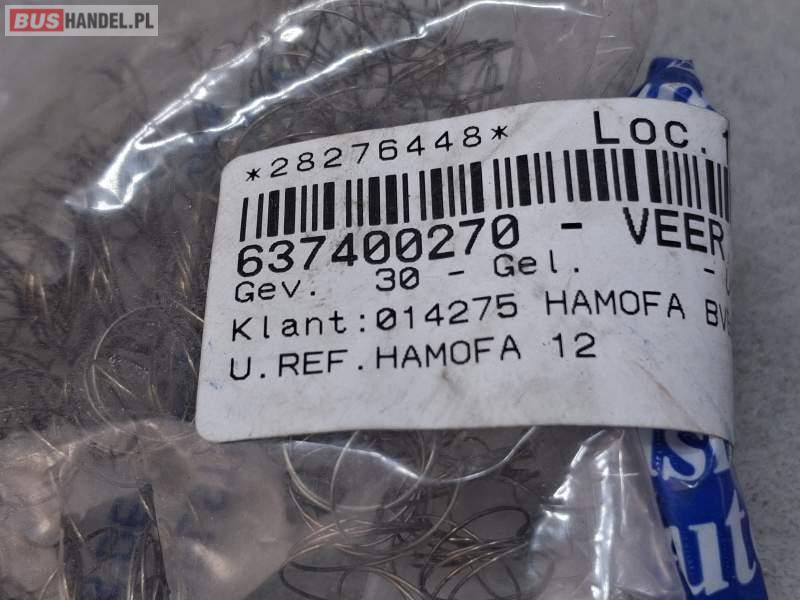 BUSHANDEL.PL
*28276448* Loc.
637400270 - VEER
Gev. 30 - Gel. -
Klant:014275 HAMOFA
U.REF.HAMOFA 12